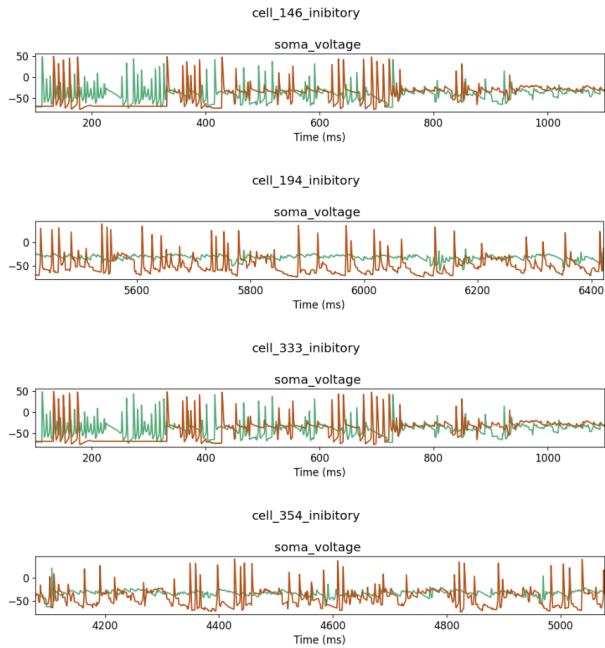 cell_146_inibitory
soma_voltage
50
0
−50
200 400 600 800 1000
Time (ms)
cell_194_inibitory
soma_voltage
0
−50
5600 5800 6000 6200 6400
Time (ms)
cell_333_inibitory
soma_voltage
50
0
−50
200 400 600 800 1000
Time (ms)
cell_354_inibitory
soma_voltage
0
−50
4200 4400 4600 4800 5000
Time (ms)